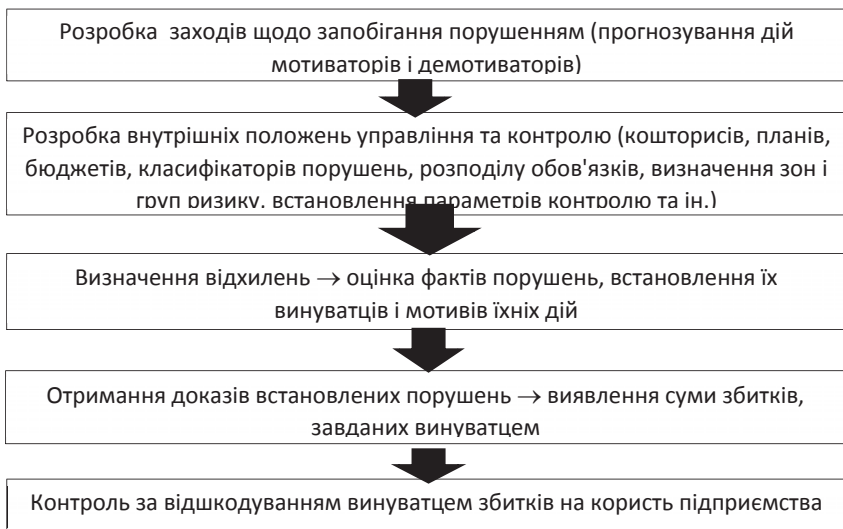 Розробка заходів щодо запобігання порушенням (прогнозування дій
мотиваторів і демотиваторів)
Розробка внутрішніх положень управління та контролю (кошторисів, планів,
бюджетів, класифікаторів порушень, розподілу обов'язків, визначення зон і
груп ризику, встановлення параметрів контролю та ін.)
Визначення відхилень → оцінка фактів порушень, встановлення їх
винуватців і мотивів їхніх дій
Отримання доказів встановлених порушень → виявлення суми збитків,
завданих винуватцем
Контроль за відшкодуванням винуватцем збитків на користь підприємства